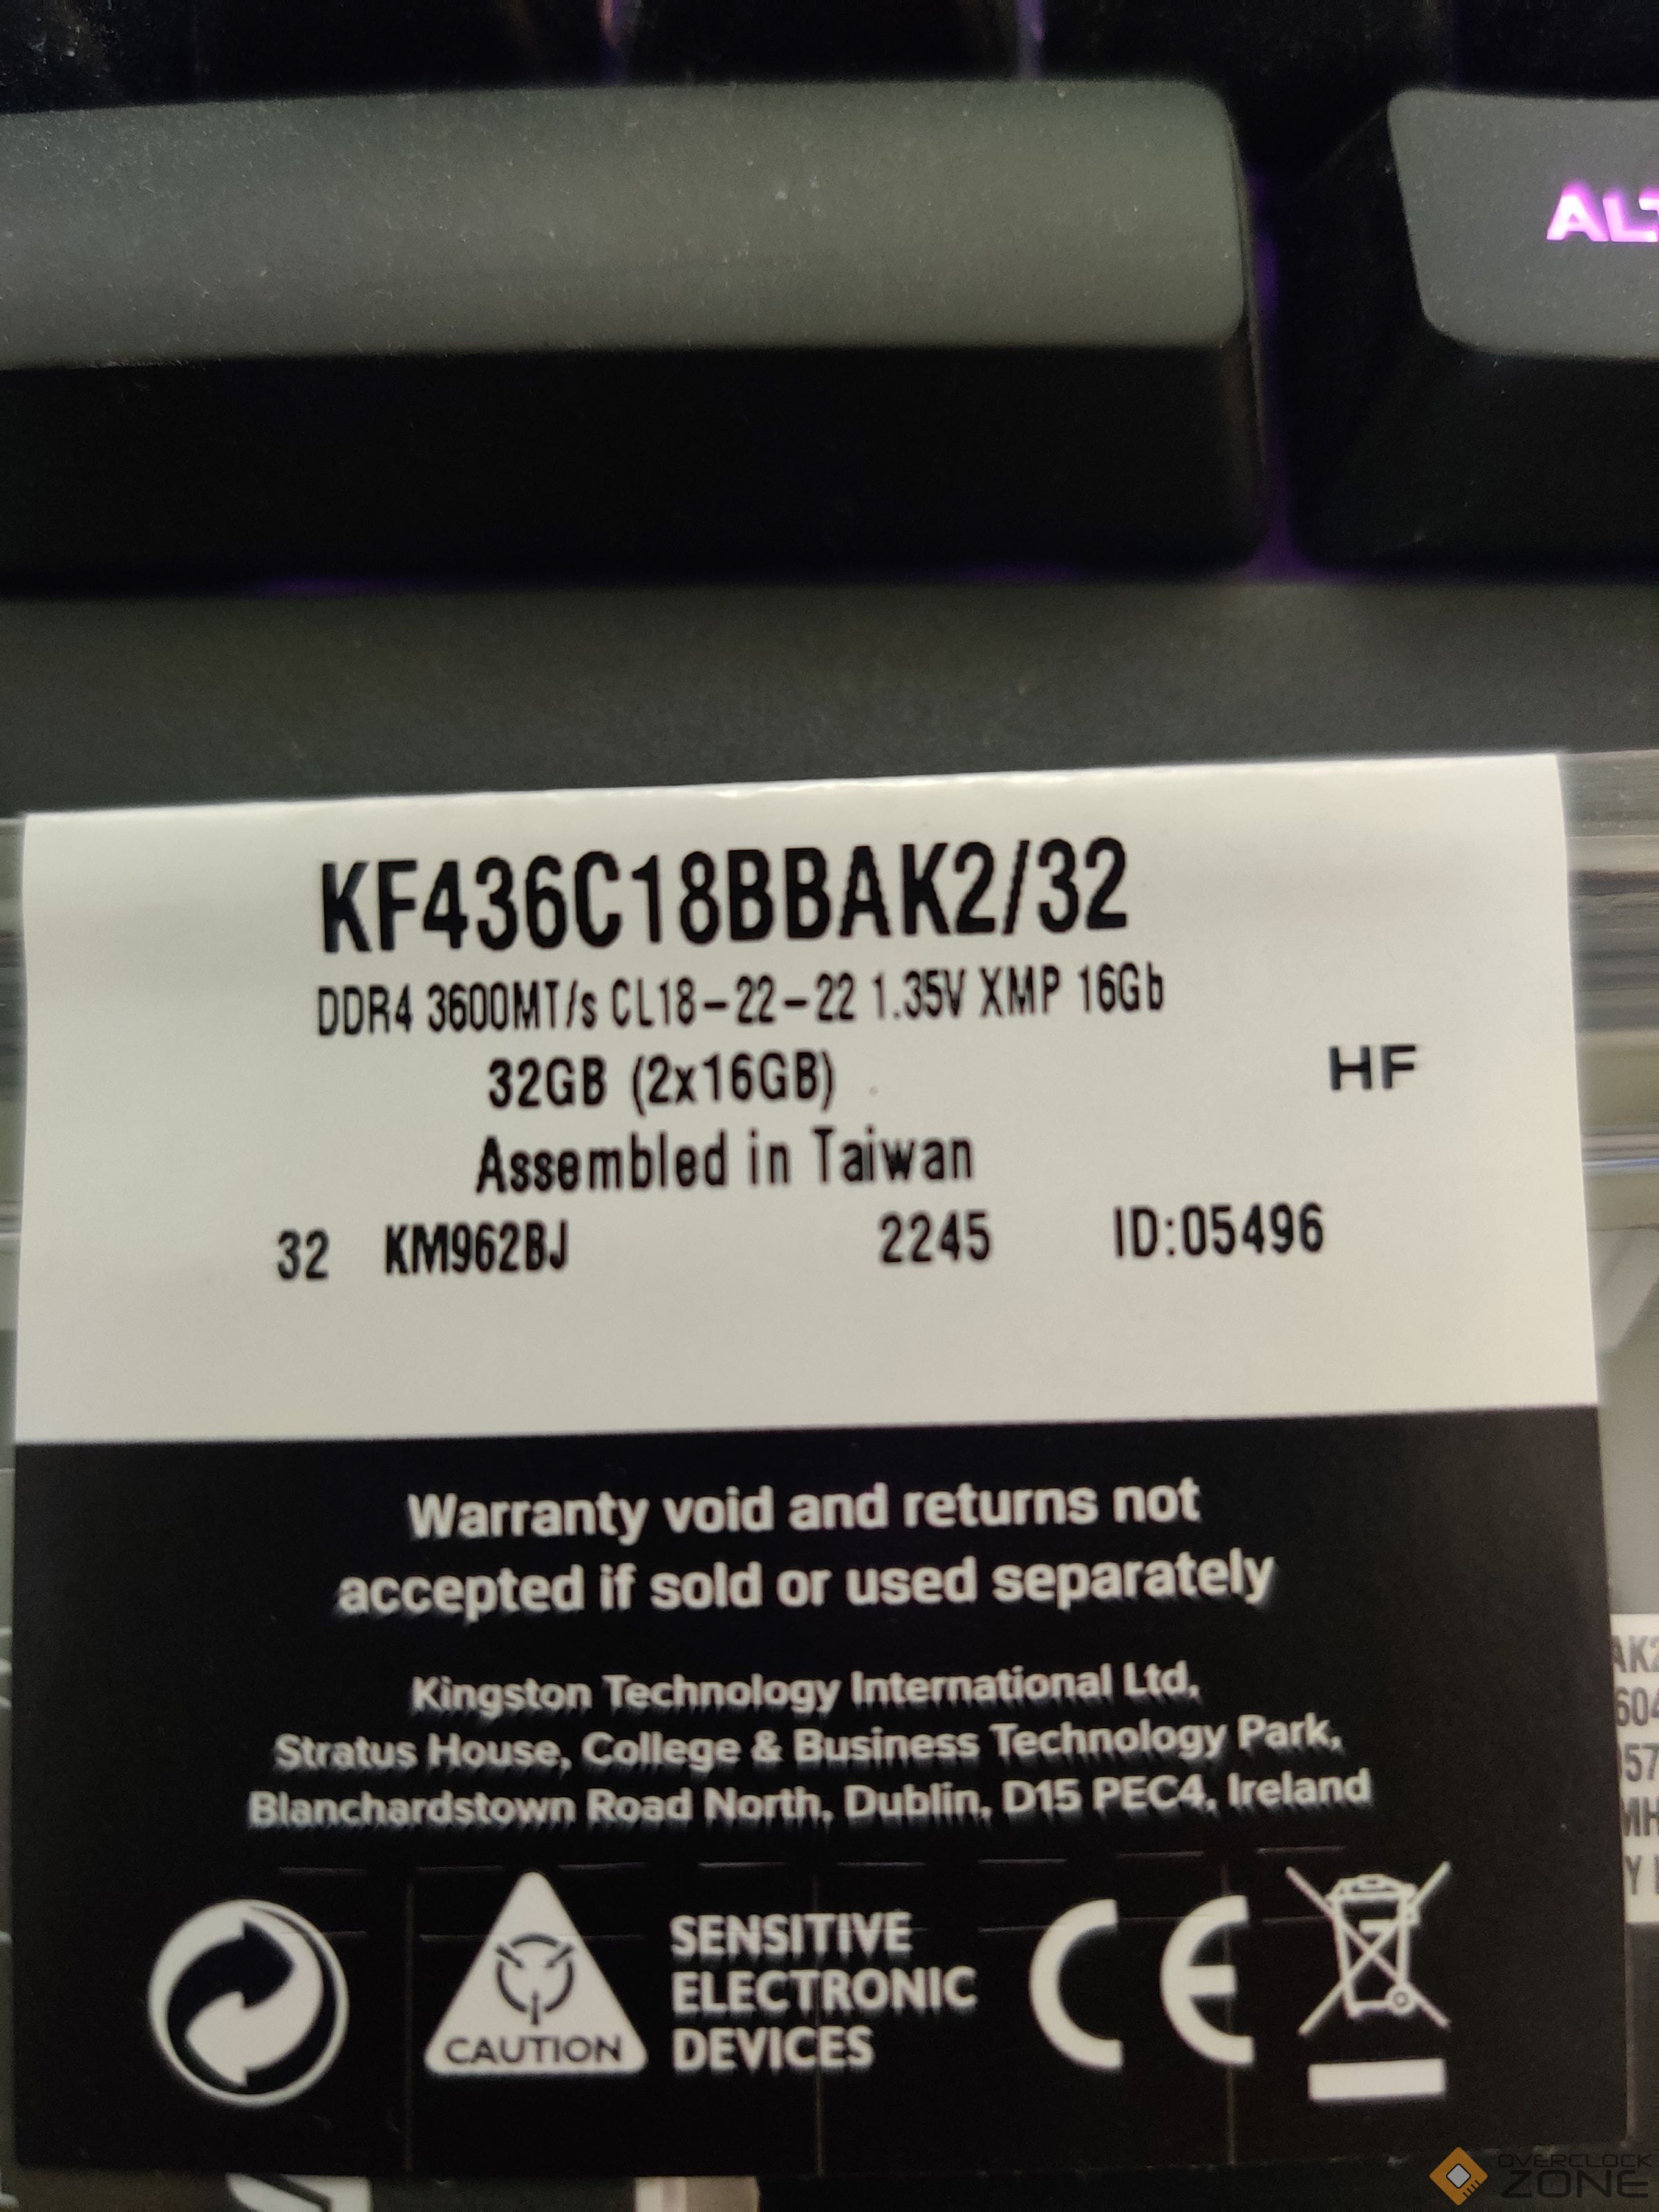 ALT
KF436C18BBAK2/32
DDR4 3600MT/s CL18-22-22 1.35V XMP 16Gb
32GB (2x16GB)
HF
Assembled in Taiwan
32 KM962BJ 2245 ID:05496
Warranty void and returns not
accepted if sold or used separately
Kingston Technology International Ltd,
Stratus House, College & Business Technology Park,
Blanchardstown Road North, Dublin, D15 PEC4, Ireland
CAUTION
SENSITIVE
ELECTRONIC
DEVICES
CE
OVERCLOCK
ZONE